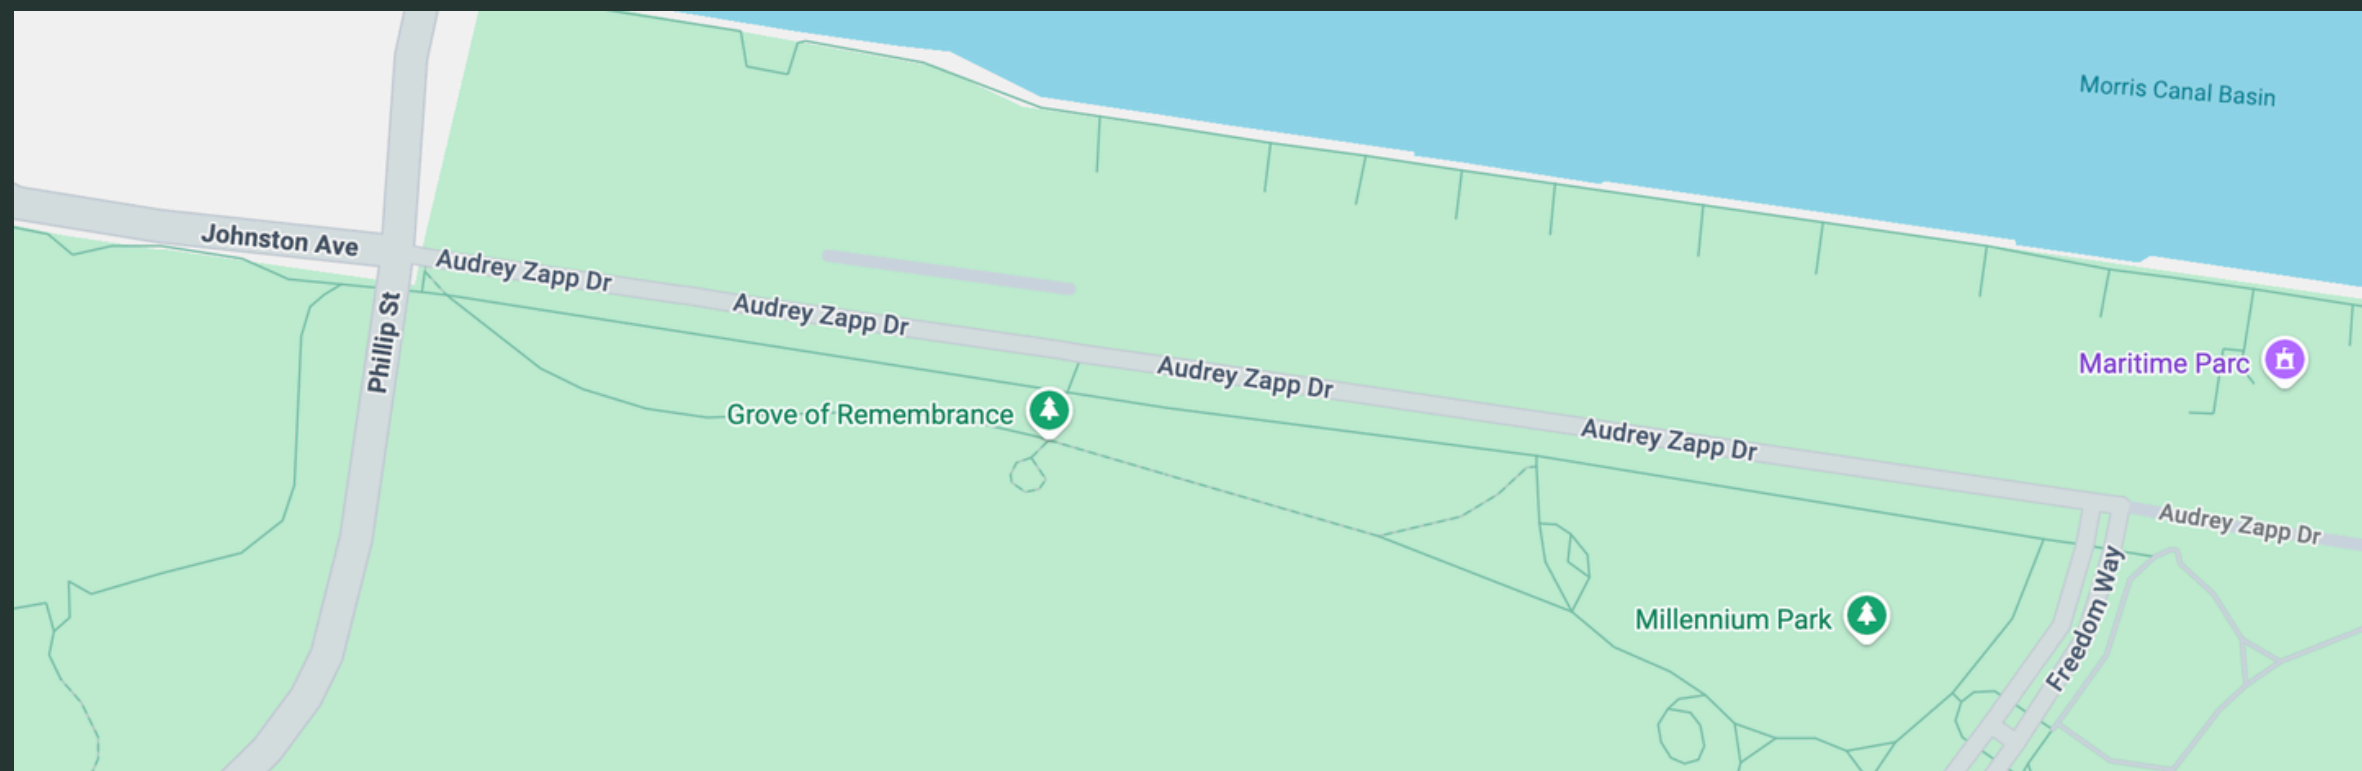 Morris Canal Basin
Johnston Ave
Audrey Zapp Dr
Audrey Zapp Dr
Phillip St
Audrey Zapp Dr
Maritime Parc
Grove of Remembrance
Audrey Zapp Dr
Audrey Zapp Dr
Freedom Way
Millennium Park